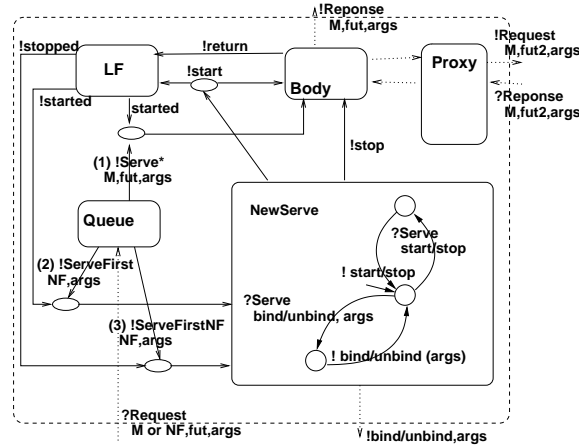 !Reponse
M,fut,args
!stopped
!return
!Request
M,fut2,args
LF
!start
Body
Proxy
!started
started
?Reponse
M,fut2,args
(1) !Serve*
M,fut,args
!stop
Queue
NewServe
?Serve
start/stop
(2) !ServeFirst
NF,args
! start/stop
?Serve
bind/unbind, args
(3) !ServeFirstNF
NF,args
! bind/unbind (args)
?Request
M or NF,fut,args
!bind/unbind,args